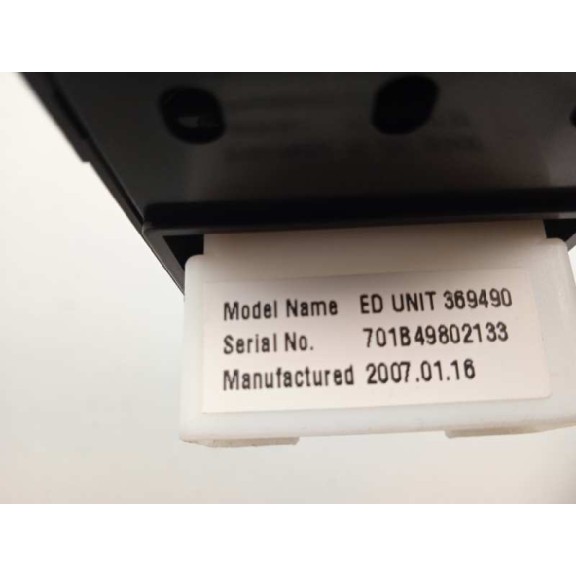 Model Name ED UNIT 369490
Serial No. 701B49802133
Manufactured 2007.01.16